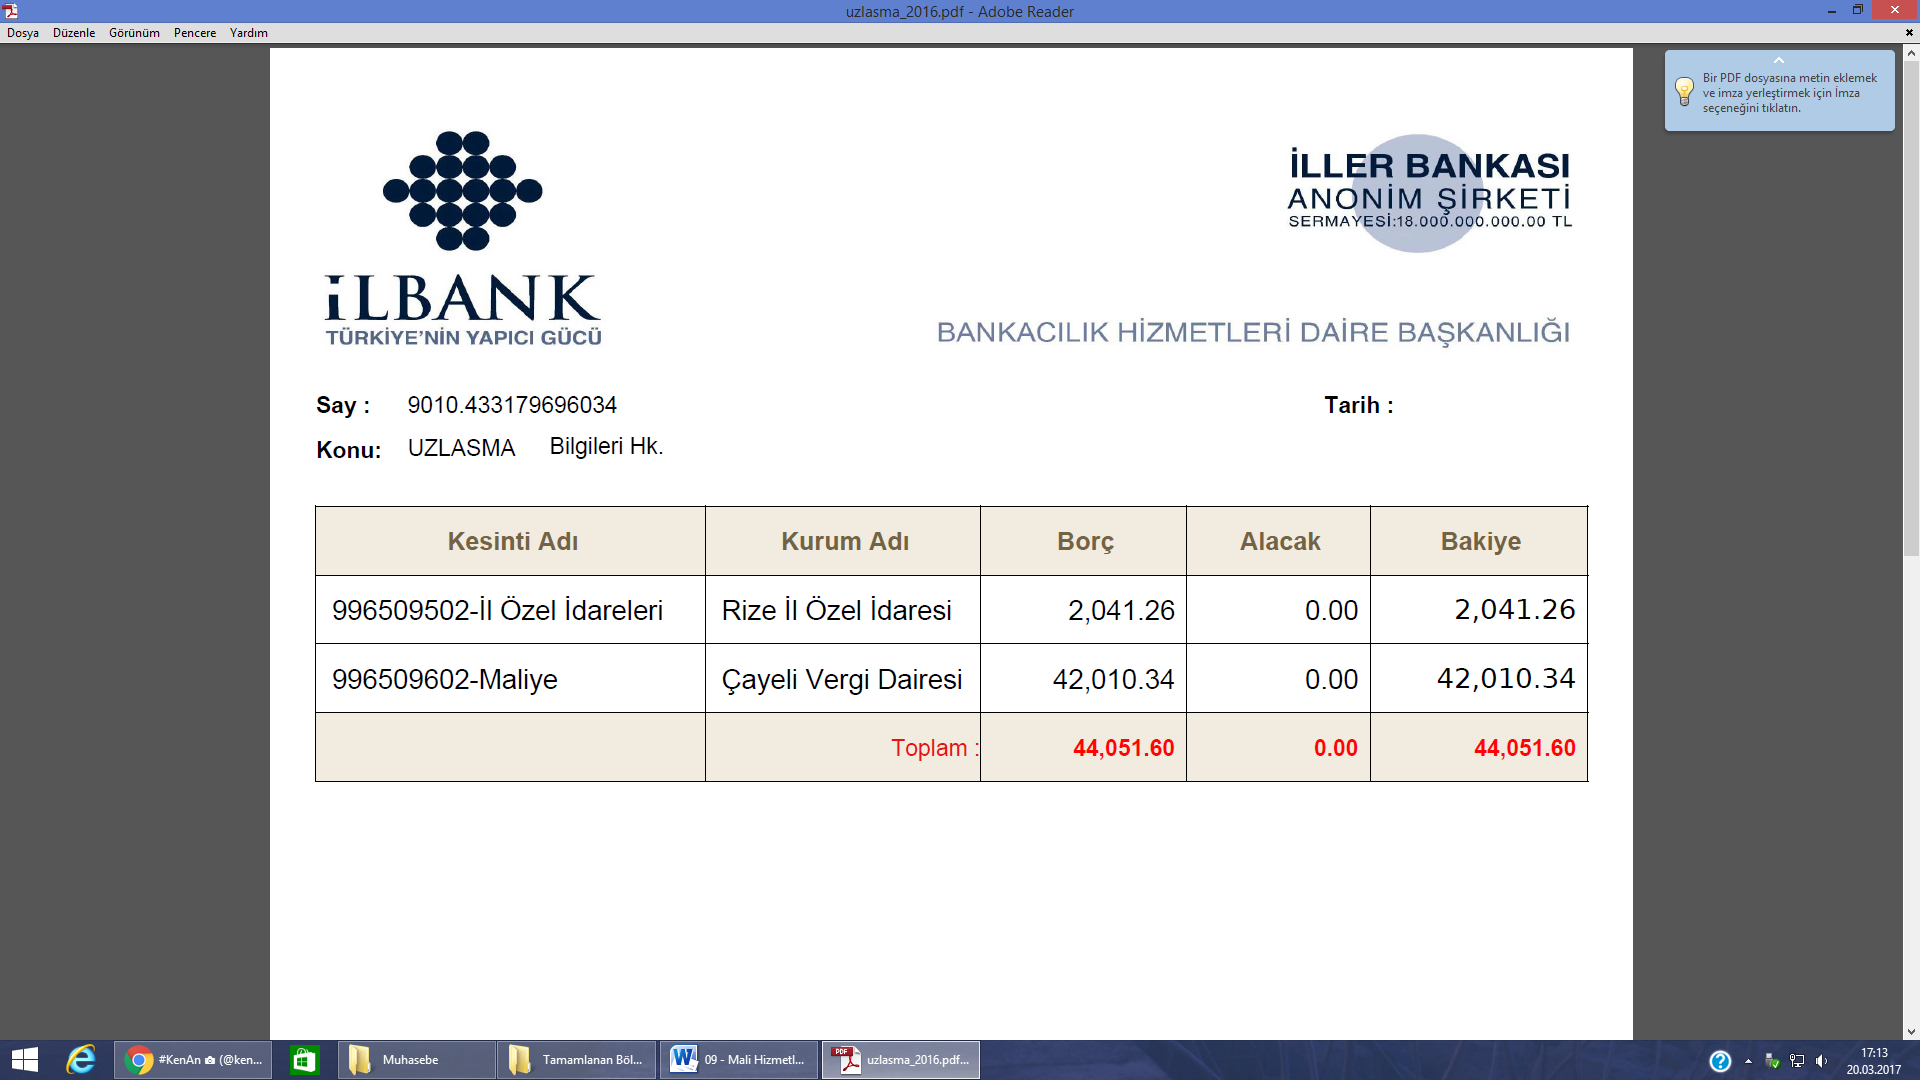 uzlasma_2016.pdf - Adobe Reader
Dosya Düzenle Görünüm Pencere Yardım
Bir PDF dosyasına metin eklemek
ve imza yerleştirmek için İmza
seçeneğini tıklatın.
İLLER BANKASI
ANONİM ŞİRKETİ
SERMAYESİ:18.000.000.000.00 TL
iLBANK
TÜRKİYE'NİN YAPICI GÜCÜ
BANKACILIK HİZMETLERİ DAİRE BAŞKANLIĞI
Say : 9010.433179696034 Tarih :
Konu: UZLASMA Bilgileri Hk.
Kesinti Adı Kurum Adı Borç Alacak Bakiye
996509502-İl Özel İdareleri Rize İl Özel İdaresi 2,041.26 0.00 2,041.26
996509602-Maliye Çayeli Vergi Dairesi 42,010.34 0.00 42,010.34
Toplam : 44,051.60 0.00 44,051.60
#KenAn (@ken... Muhasebe Tamamlanan Böl... 09 - Mali Hizmetl... PDF uzlasma_2016.pdf... 17:13
20.03.2017